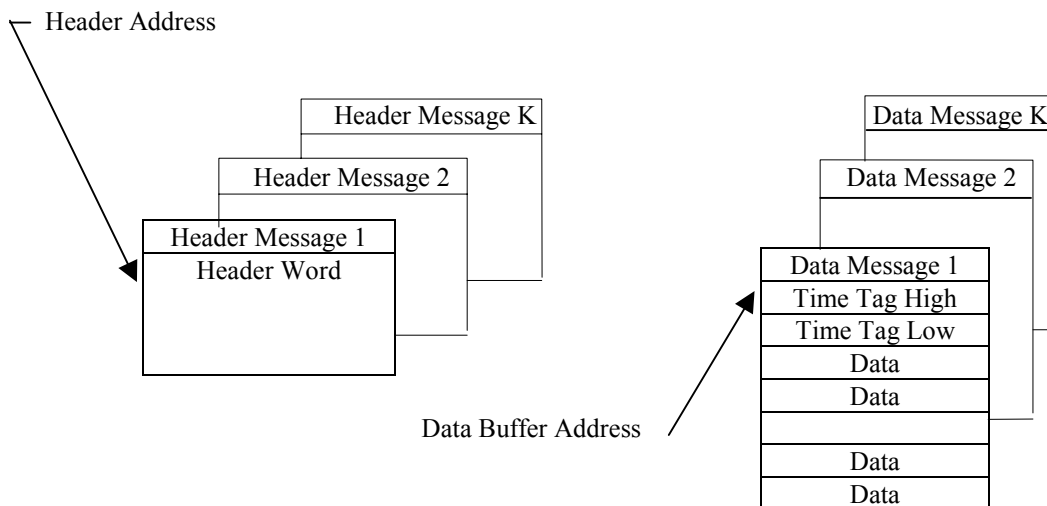 Header Address
Header Message K
Header Message 2
Header Message 1
Header Word
Data Message K
Data Message 2
Data Message 1
Time Tag High
Time Tag Low
Data
Data
Data Buffer Address
Data
Data